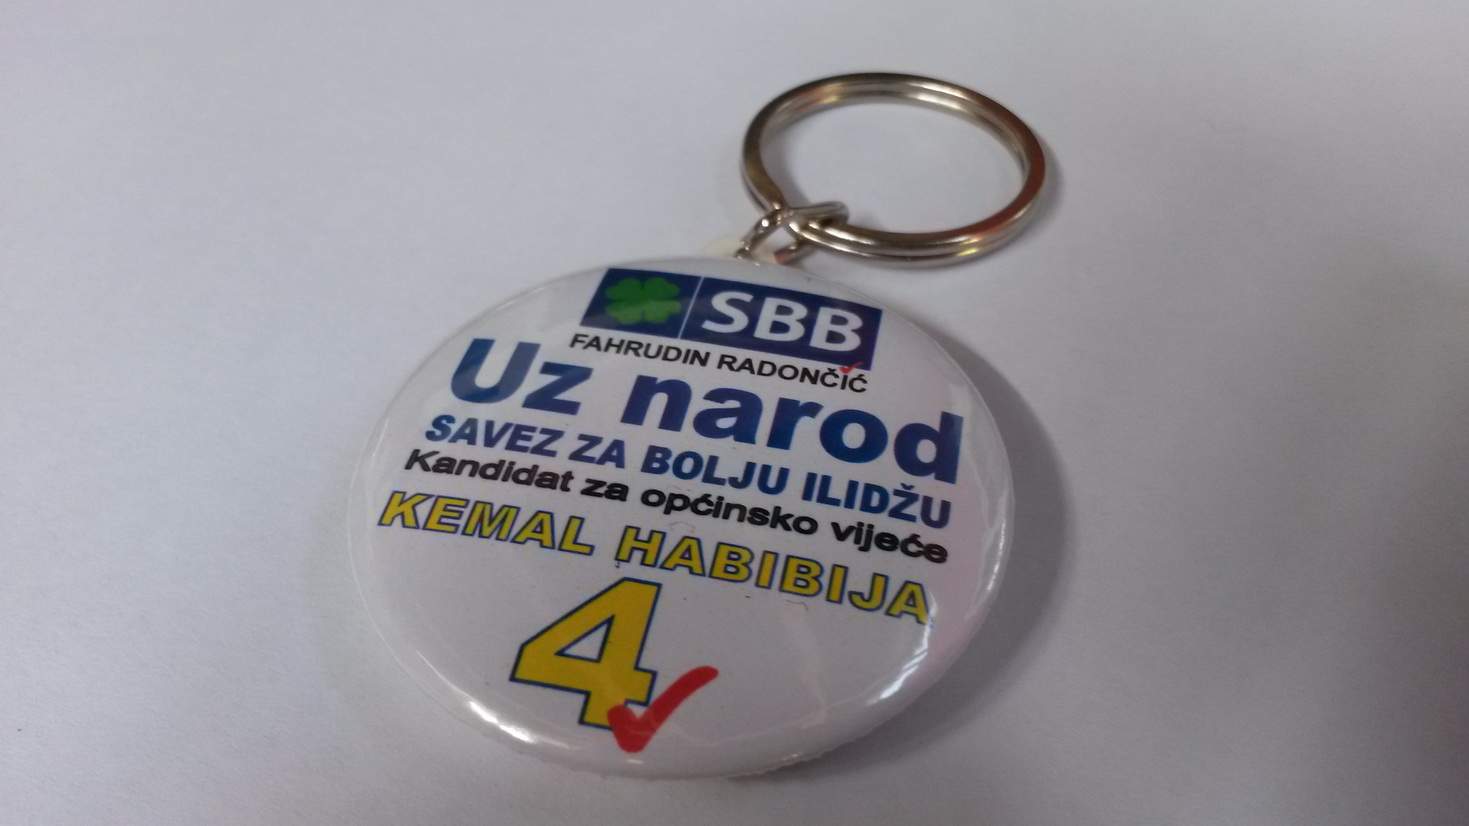 SBB
FAHRUDIN RADONČIĆ
Uz narod
SAVEZ ZA BOLJU ILIDŽU
Kandidat za općinsko vijeće
KEMAL HABIBIJA
4